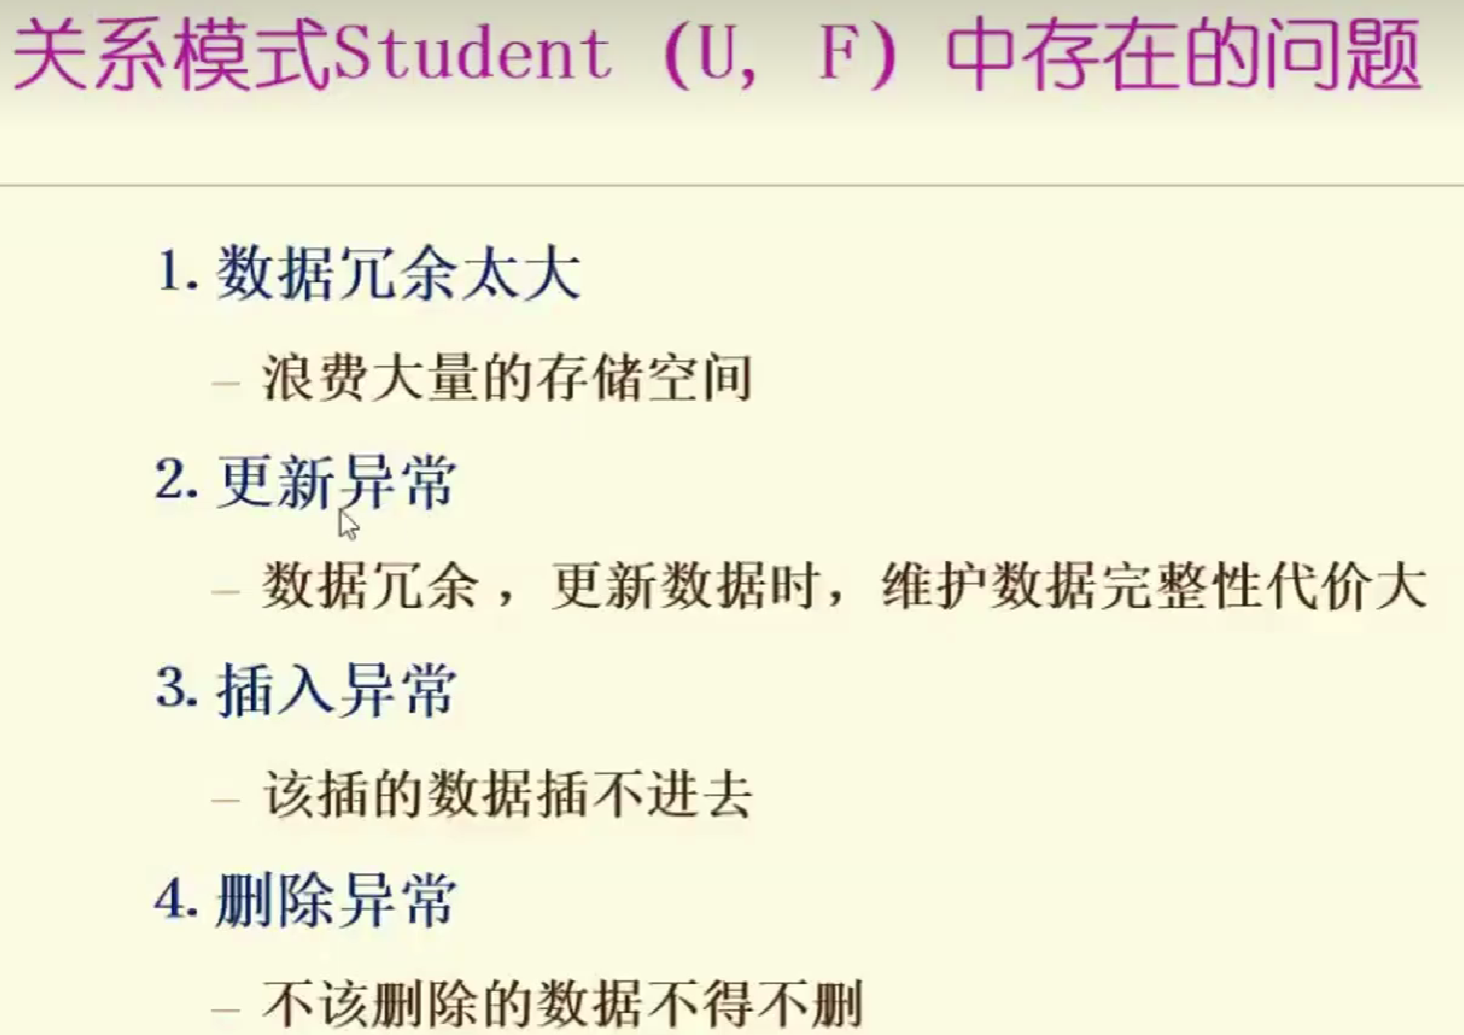 关系模式Student（U，F）中存在的问题
1. 数据冗余太大
– 浪费大量的存储空间
2. 更新异常
– 数据冗余，更新数据时，维护数据完整性代价大
3. 插入异常
– 该插的数据插不进去
4. 删除异常
– 不该删除的数据不得不删